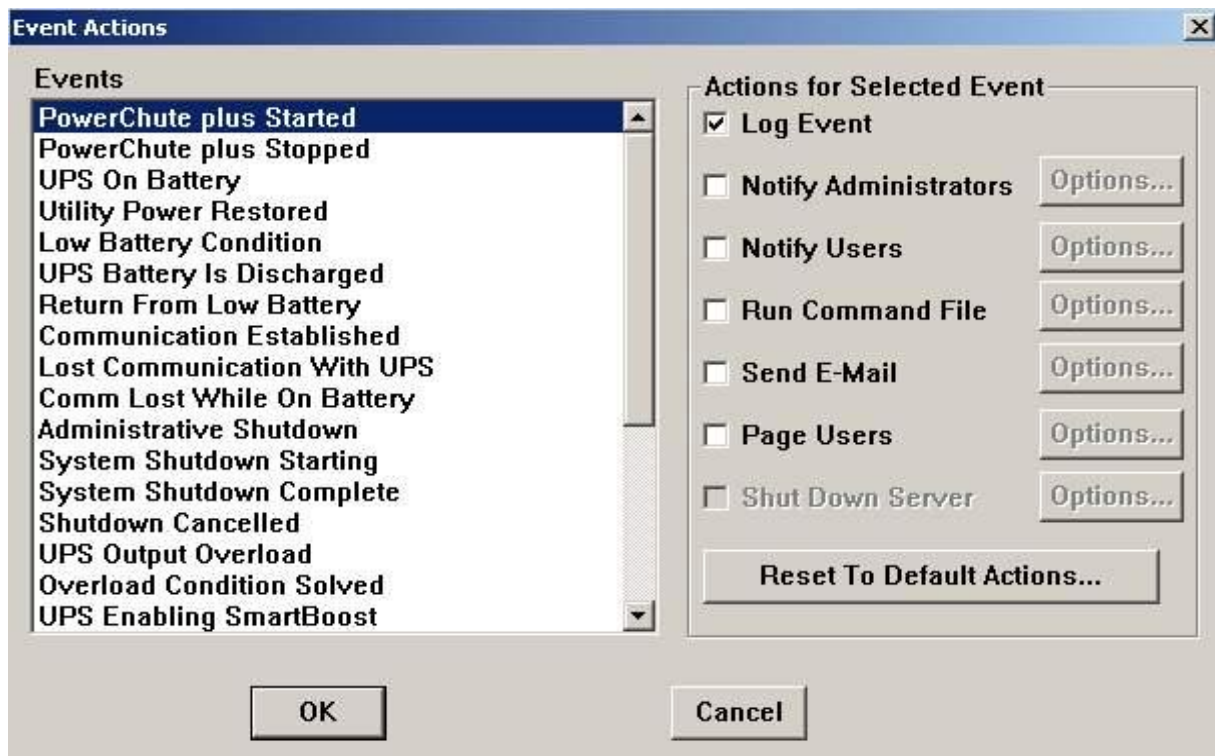 Event Actions
Events
PowerChute plus Started
PowerChute plus Stopped
UPS On Battery
Utility Power Restored
Low Battery Condition
UPS Battery Is Discharged
Return From Low Battery
Communication Established
Lost Communication With UPS
Comm Lost While On Battery
Administrative Shutdown
System Shutdown Starting
System Shutdown Complete
Shutdown Cancelled
UPS Output Overload
Overload Condition Solved
UPS Enabling SmartBoost
Actions for Selected Event
Log Event
Notify Administrators Options...
Notify Users Options...
Run Command File Options...
Send E-Mail Options...
Page Users Options...
Shut Down Server Options...
Reset To Default Actions...
OK Cancel